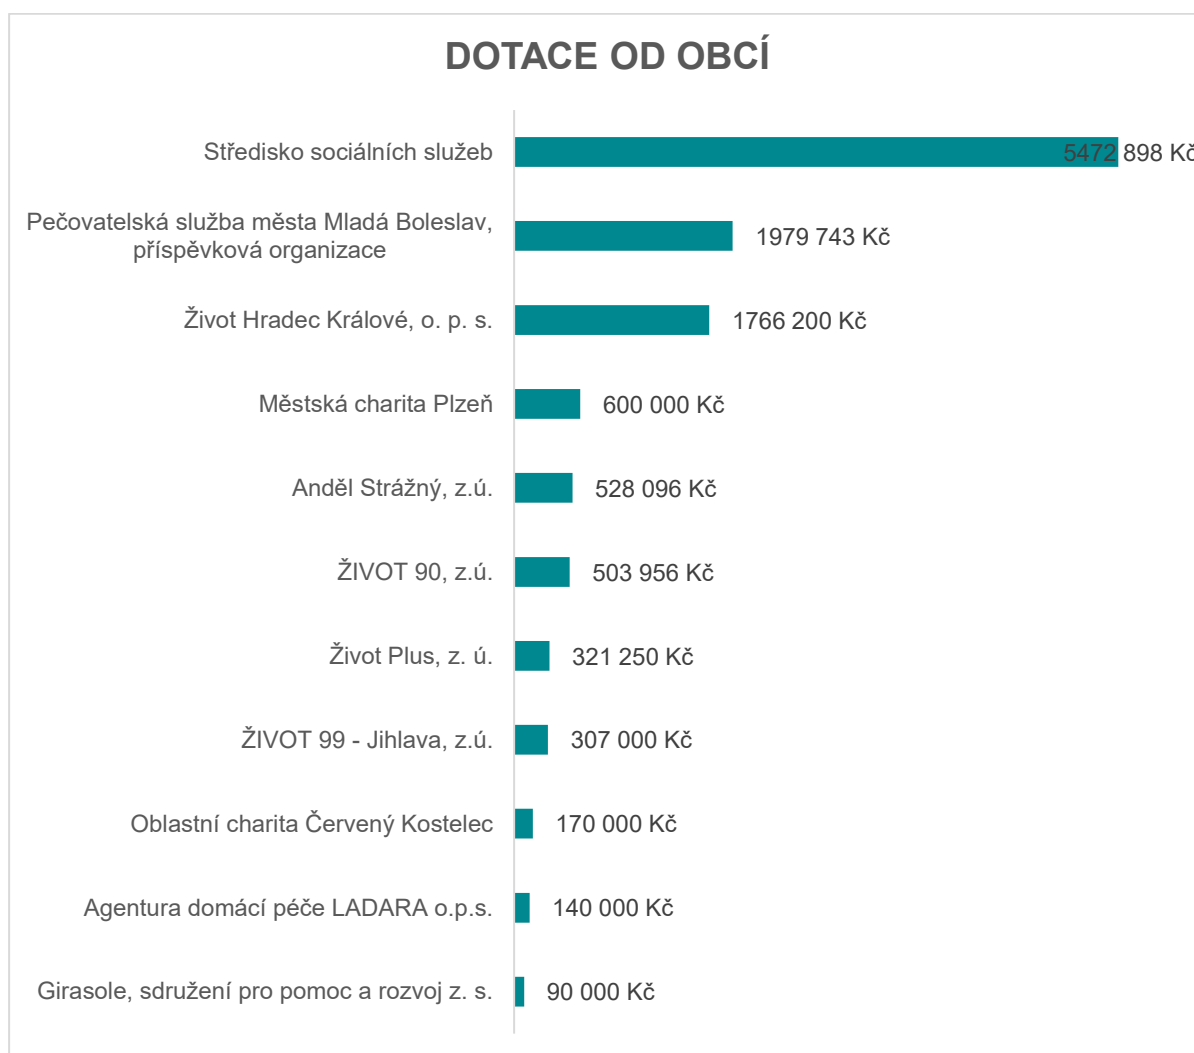 DOTACE OD OBCÍ
Středisko sociálních služeb
5472 898 Kč
Pečovatelská služba města Mladá Boleslav,
příspěvková organizace
1979 743 Kč
Život Hradec Králové, o. p. s.
1766 200 Kč
Městská charita Plzeň
600 000 Kč
Anděl Strážný, z.ú.
528 096 Kč
ŽIVOT 90, z.ú.
503 956 Kč
Život Plus, z. ú.
321 250 Kč
ŽIVOT 99 - Jihlava, z.ú.
307 000 Kč
Oblastní charita Červený Kostelec
170 000 Kč
Agentura domácí péče LADARA o.p.s.
140 000 Kč
Girasole, sdružení pro pomoc a rozvoj z. s.
90 000 Kč